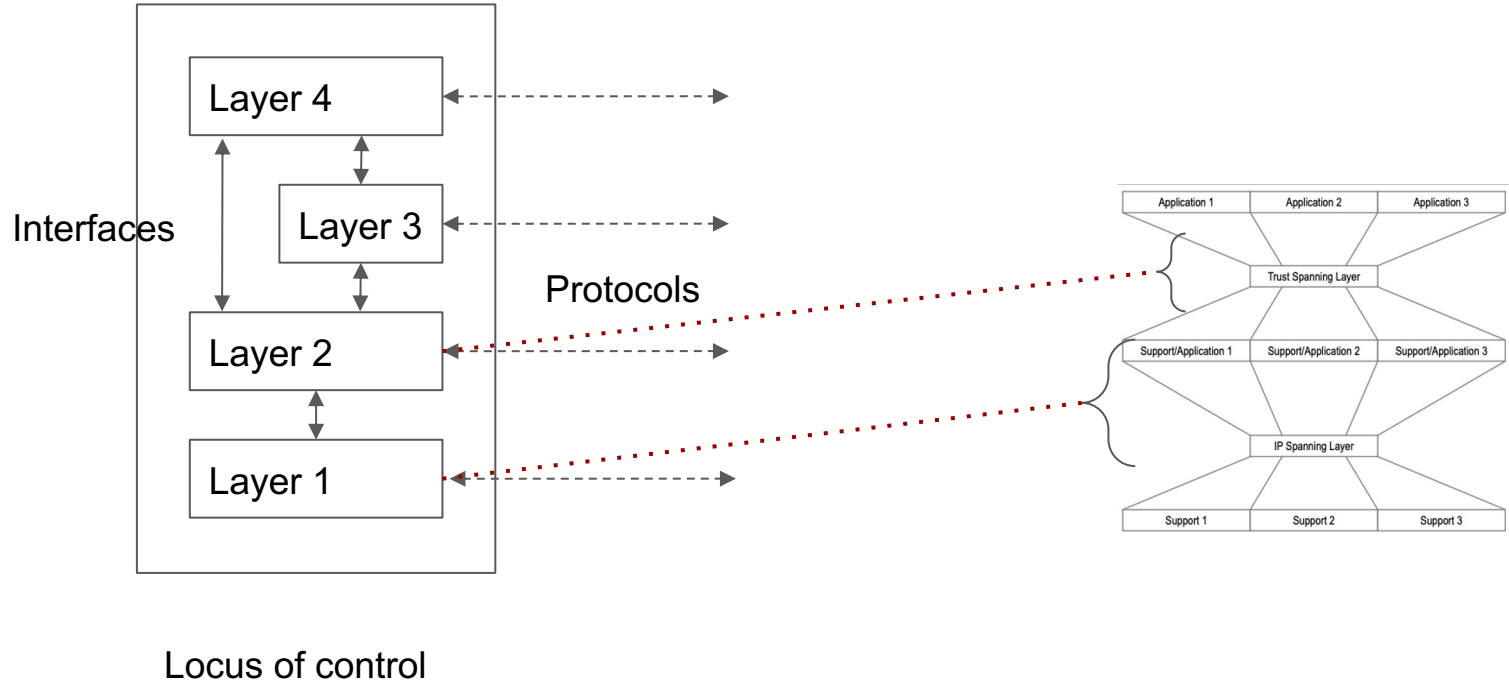 Layer 4
Interfaces
Layer 3
Protocols
Layer 2
Layer 1
Locus of control
Application 1 Application 2 Application 3
Trust Spanning Layer
Support/Application 1 Support/Application 2 Support/Application 3
IP Spanning Layer
Support 1 Support 2 Support 3